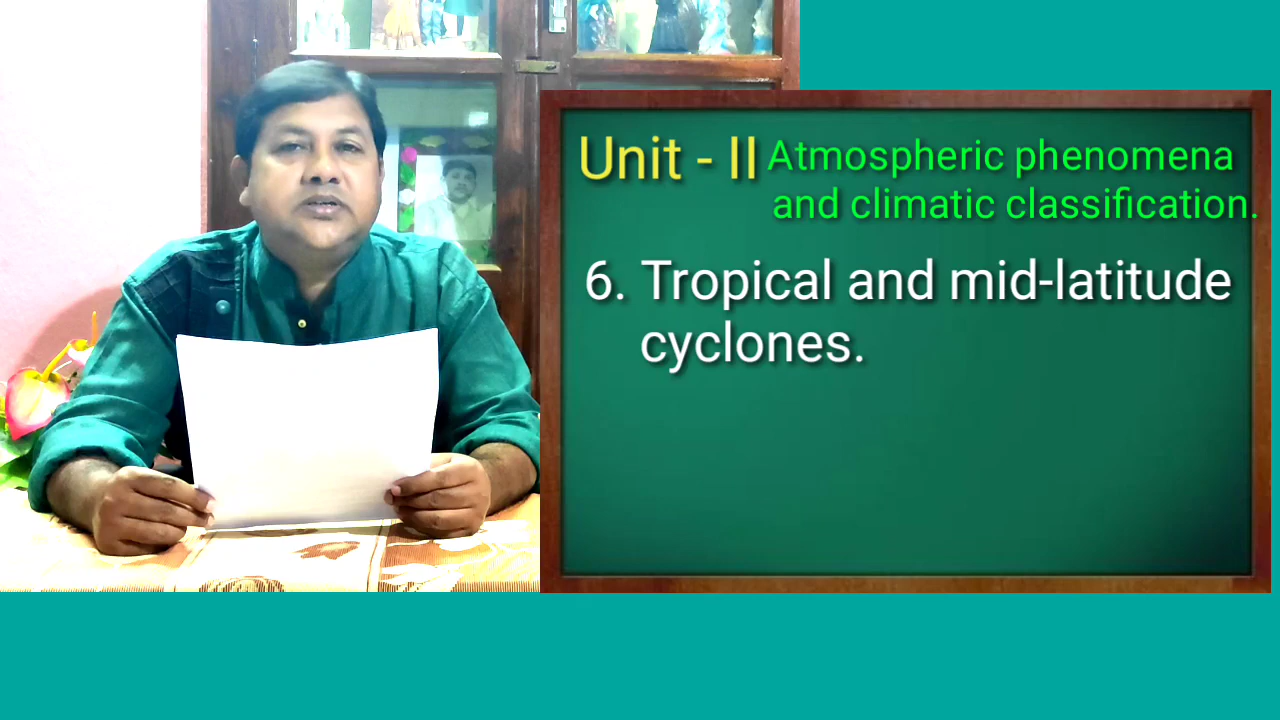 Unit - II Atmospheric phenomena
and climatic classification.
6. Tropical and mid-latitude
cyclones.